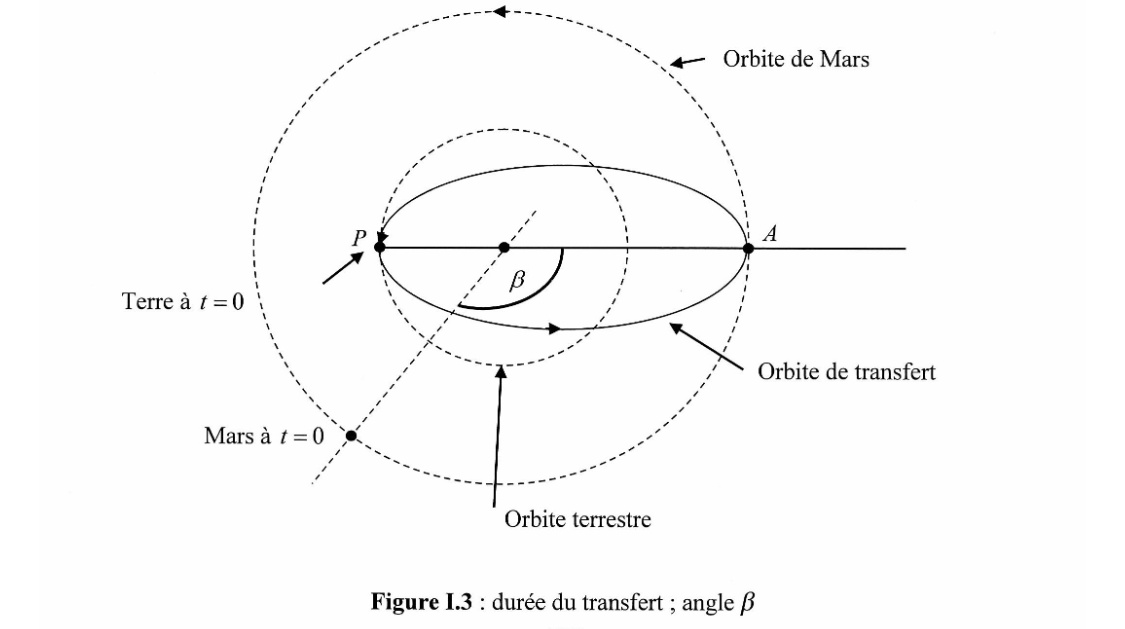 Orbite de Mars
P
A
β
Terre à t = 0
Orbite de transfert
Mars à t = 0
Orbite terrestre
Figure I.3 : durée du transfert ; angle β